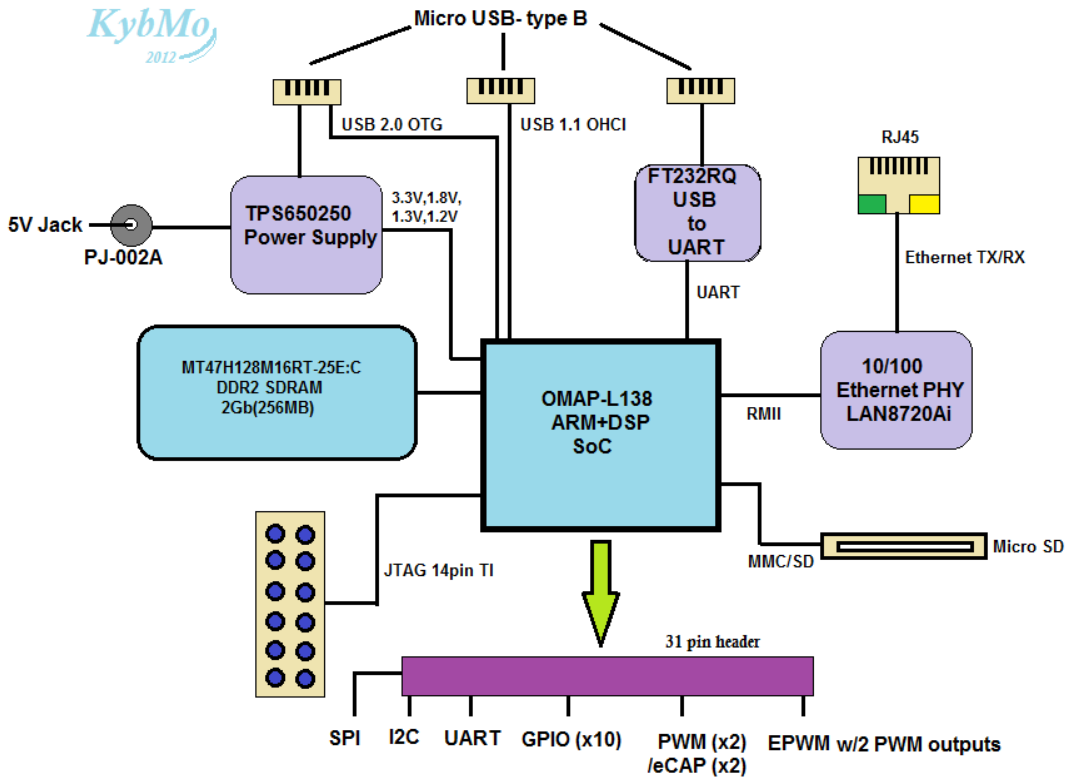 KybMo
2012
Micro USB- type B
USB 2.0 OTG
USB 1.1 OHCI
RJ45
FT232RQ
USB
to
UART
TPS650250
Power Supply
3.3V,1.8V,
1.3V,1.2V
5V Jack
PJ-002A
Ethernet TX/RX
UART
MT47H128M16RT-25E:C
DDR2 SDRAM
2Gb(256MB)
OMAP-L138
ARM+DSP
SoC
RMII
10/100
Ethernet PHY
LAN8720Ai
JTAG 14pin TI
MMC/SD
Micro SD
31 pin header
SPI
I2C
UART
GPIO (x10)
PWM (x2)
/eCAP (x2)
EPWM w/2 PWM outputs